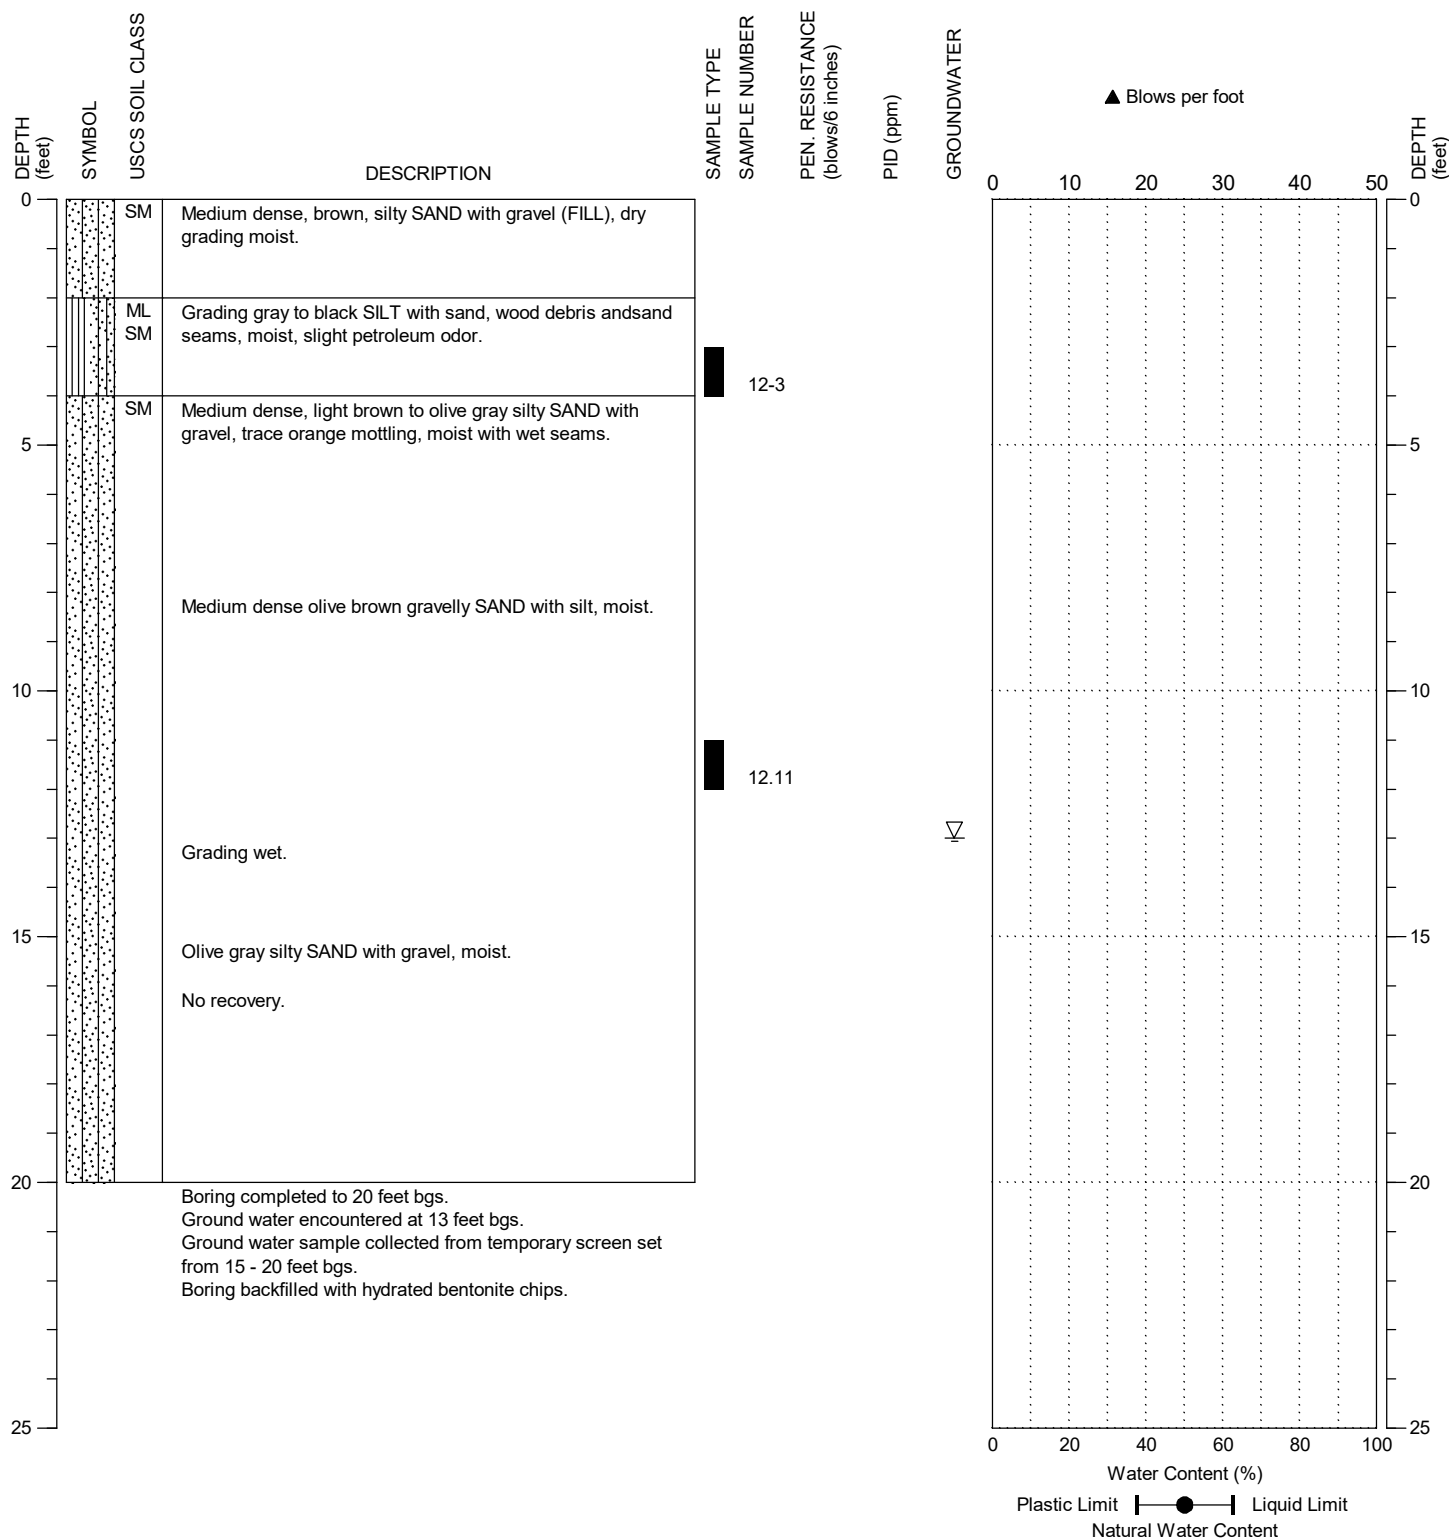 DEPTH
(feet)
SYMBOL
USCS SOIL CLASS
DESCRIPTION
SAMPLE TYPE
SAMPLE NUMBER
PEN. RESISTANCE
(blows/6 inches)
PID (ppm)
GROUNDWATER
▲ Blows per foot
DEPTH
(feet)
0 10 20 30 40 50
0
SM
Medium dense, brown, silty SAND with gravel (FILL), dry
grading moist.
0
ML
SM
Grading gray to black SILT with sand, wood debris andsand
seams, moist, slight petroleum odor.
12-3
SM
Medium dense, light brown to olive gray silty SAND with
gravel, trace orange mottling, moist with wet seams.
5
5
Medium dense olive brown gravelly SAND with silt, moist.
10
10
12.11
Grading wet.
15
15
Olive gray silty SAND with gravel, moist.
No recovery.
20
20
Boring completed to 20 feet bgs.
Ground water encountered at 13 feet bgs.
Ground water sample collected from temporary screen set
from 15 - 20 feet bgs.
Boring backfilled with hydrated bentonite chips.
25
25
0 20 40 60 80 100
Water Content (%)
Plastic Limit Liquid Limit
Natural Water Content